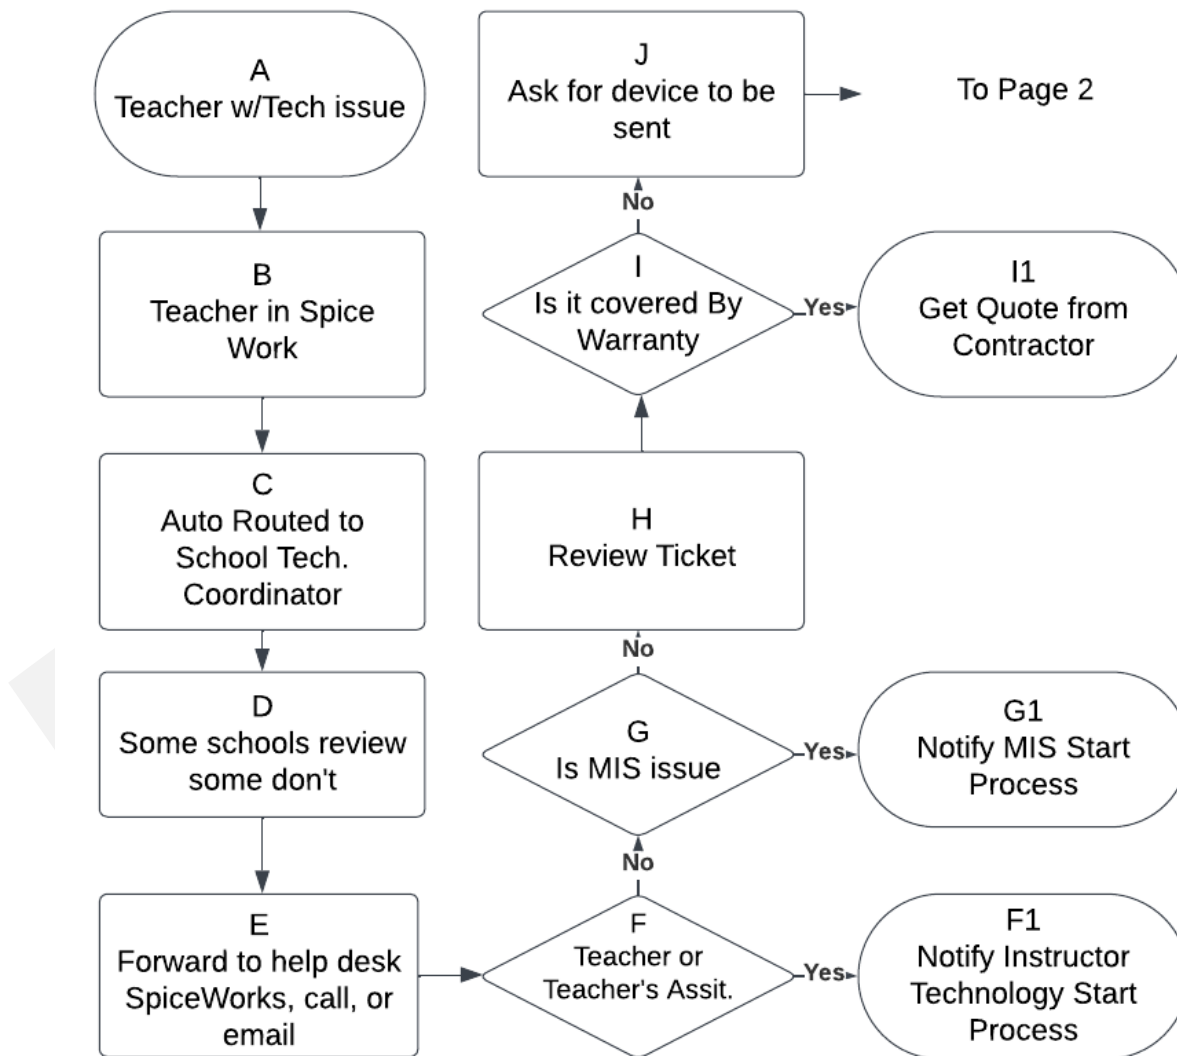 A
Teacher w/Tech issue
B
Teacher in Spice
Work
C
Auto Routed to
School Tech.
Coordinator
D
Some schools review
some don't
E
Forward to help desk
SpiceWorks, call, or
email
F
Teacher or
Teacher's Assit.
Yes
F1
Notify Instructor
Technology Start
Process
No
G
Is MIS issue
Yes
G1
Notify MIS Start
Process
No
H
Review Ticket
I
Is it covered By
Warranty
Yes
I1
Get Quote from
Contractor
No
J
Ask for device to be
sent
To Page 2